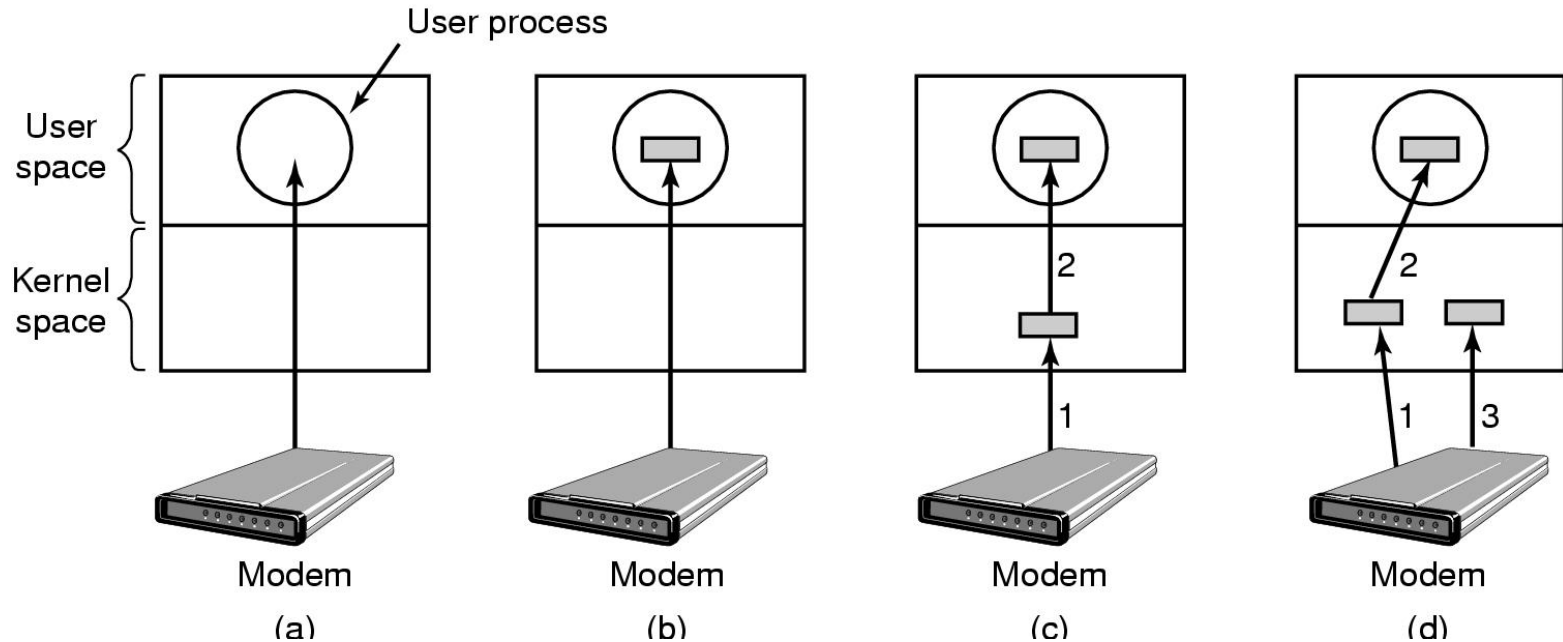 User process
User
space
Kernel
space
2
2
1
1
3
Modem
Modem
Modem
Modem
(a)
(b)
(c)
(d)